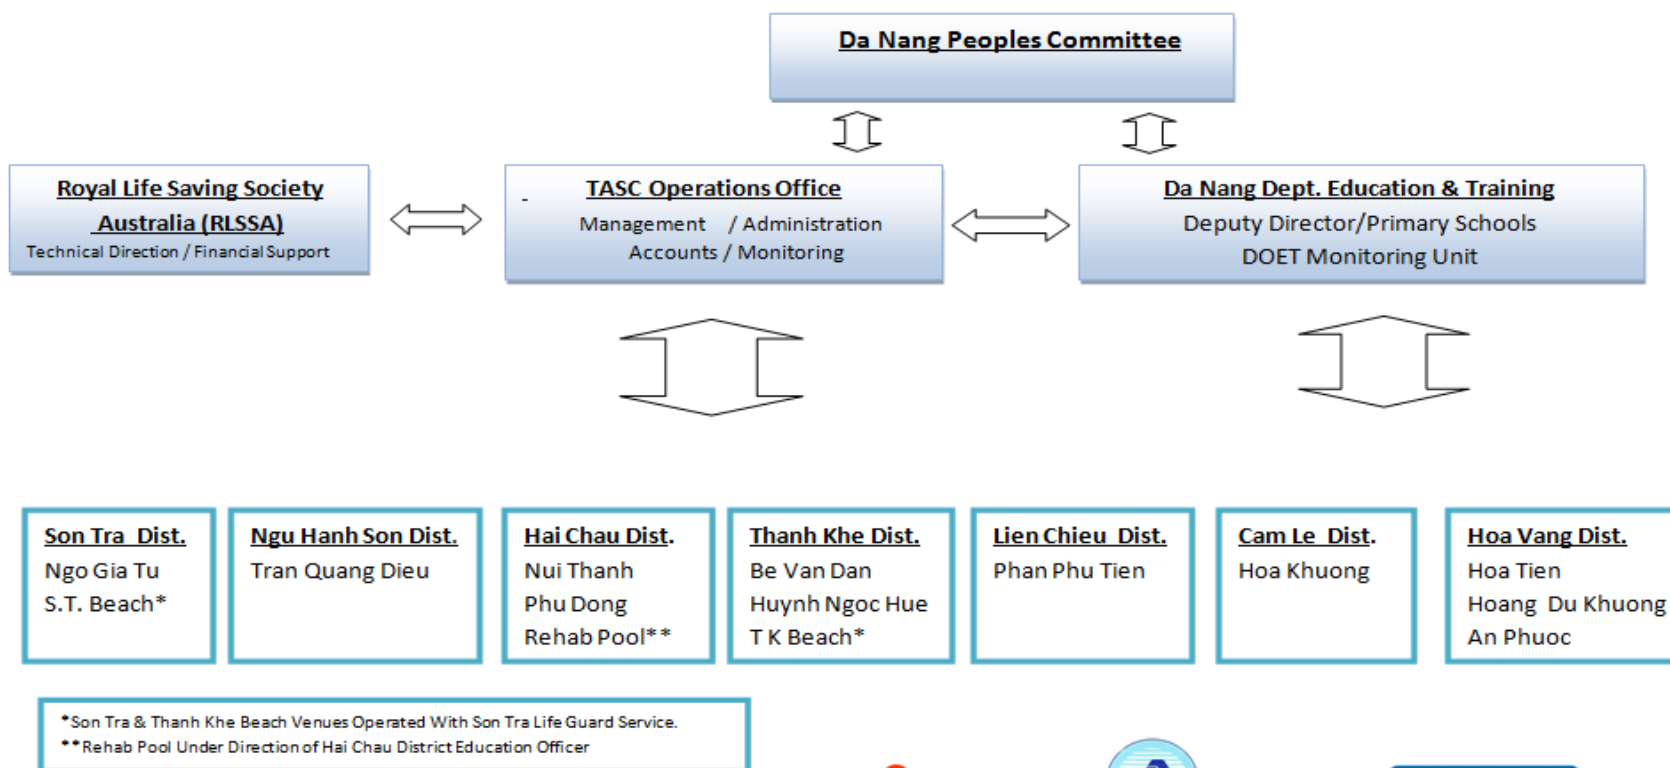 Da Nang Peoples Committee
Royal Life Saving Society
Australia (RLSSA)
Technical Direction / Financial Support
- TASC Operations Office
Management / Administration
Accounts / Monitoring
Da Nang Dept. Education & Training
Deputy Director/Primary Schools
DOET Monitoring Unit
Son Tra Dist.
Ngo Gia Tu
S.T. Beach*
Ngu Hanh Son Dist.
Tran Quang Dieu
Hai Chau Dist.
Nui Thanh
Phu Dong
Rehab Pool**
Thanh Khe Dist.
Be Van Dan
Huynh Ngoc Hue
T K Beach*
Lien Chieu Dist.
Phan Phu Tien
Cam Le Dist.
Hoa Khuong
Hoa Vang Dist.
Hoa Tien
Hoang Du Khuong
An Phuoc
*Son Tra & Thanh Khe Beach Venues Operated With Son Tra Life Guard Service.
**Rehab Pool Under Direction of Hai Chau District Education Officer